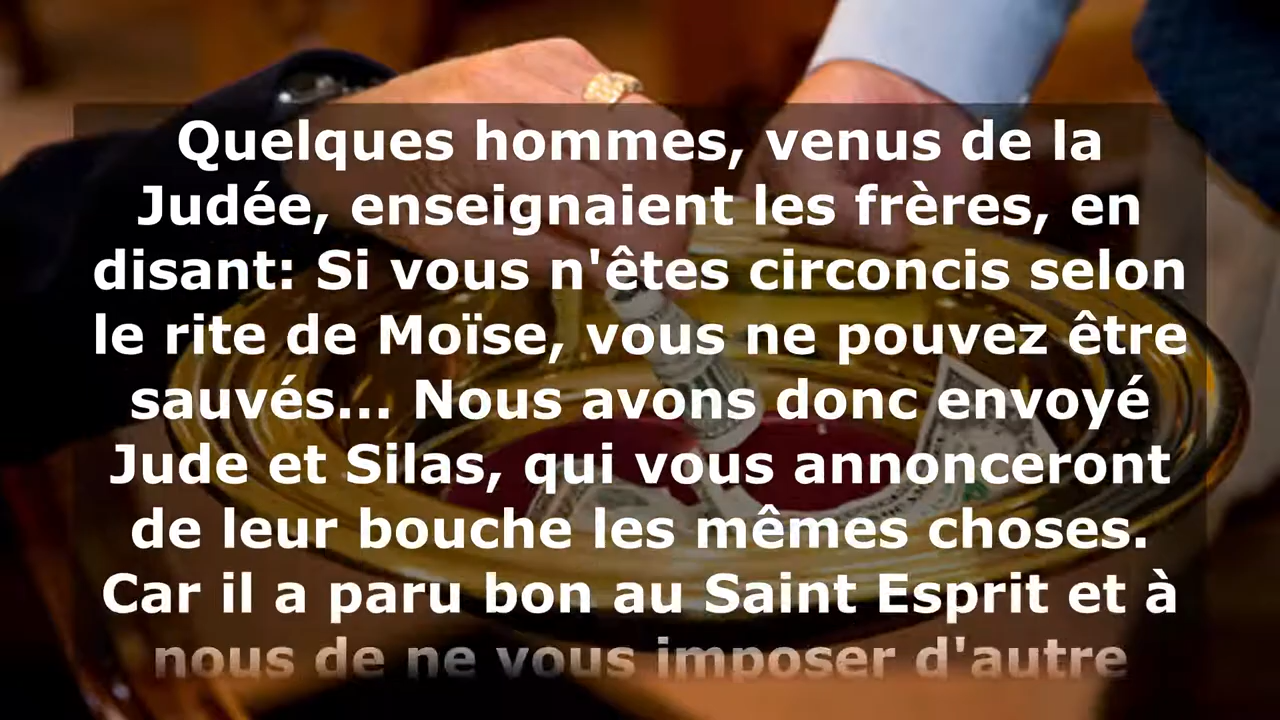 Quelques hommes, venus de la
Judée, enseignaient les frères, en
disant: Si vous n'êtes circoncis selon
le rite de Moïse, vous ne pouvez être
sauvés... Nous avons donc envoyé
Jude et Silas, qui vous annonceront
de leur bouche les mêmes choses.
Car il a paru bon au Saint Esprit et à
nous de ne vous imposer d'autre